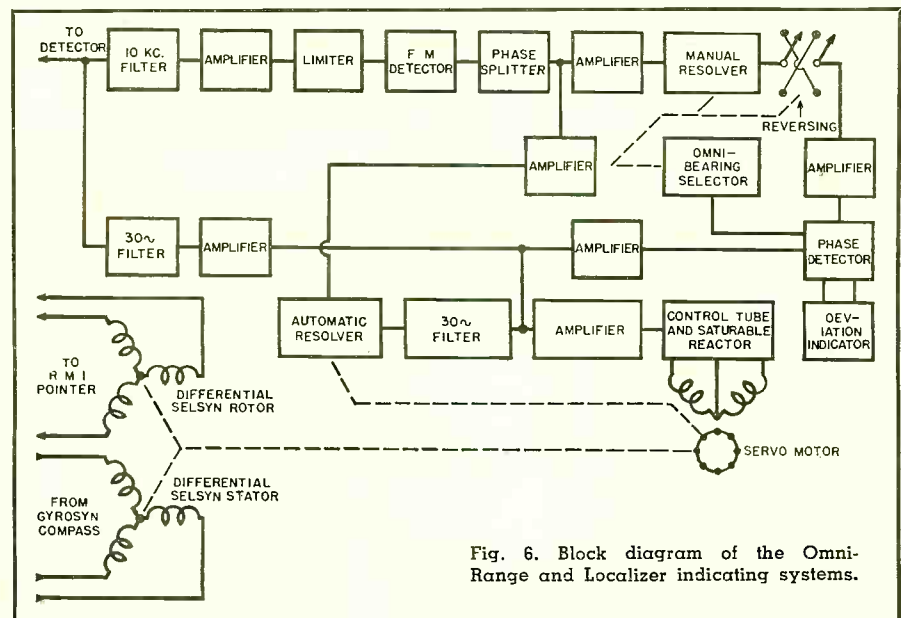 TO
DETECTOR
10 KC.
FILTER
AMPLIFIER
LIMITER
F M
DETECTOR
PHASE
SPLITTER
AMPLIFIER
MANUAL
RESOLVER
REVERSING
AMPLIFIER
OMNI-
BEARING
SELECTOR
AMPLIFIER
30~
FILTER
AMPLIFIER
AMPLIFIER
PHASE
DETECTOR
AUTOMATIC
RESOLVER
30~
FILTER
AMPLIFIER
CONTROL TUBE
AND SATURABLE
REACTOR
DEV-
IATION
INDICATOR
TO
R M I
POINTER
DIFFERENTIAL
SELSYN ROTOR
SERVO MOTOR
DIFFERENTIAL
SELSYN STATOR
FROM
GYROSYN
COMPASS
Fig. 6. Block diagram of the Omni-
Range and Localizer indicating systems.